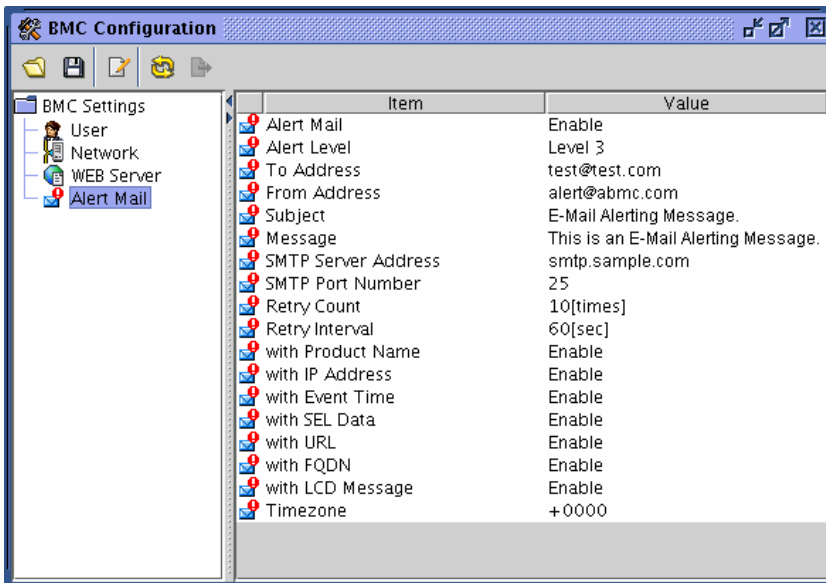 BMC Configuration
BMC Settings
User
Network
WEB Server
Alert Mail
Item Value
Alert Mail Enable
Alert Level Level 3
To Address test@test.com
From Address alert@abmc.com
Subject E-Mail Alerting Message.
Message This is an E-Mail Alerting Message.
SMTP Server Address smtp.sample.com
SMTP Port Number 25
Retry Count 10[times]
Retry Interval 60[sec]
with Product Name Enable
with IP Address Enable
with Event Time Enable
with SEL Data Enable
with URL Enable
with FQDN Enable
with LCD Message Enable
Timezone +0000